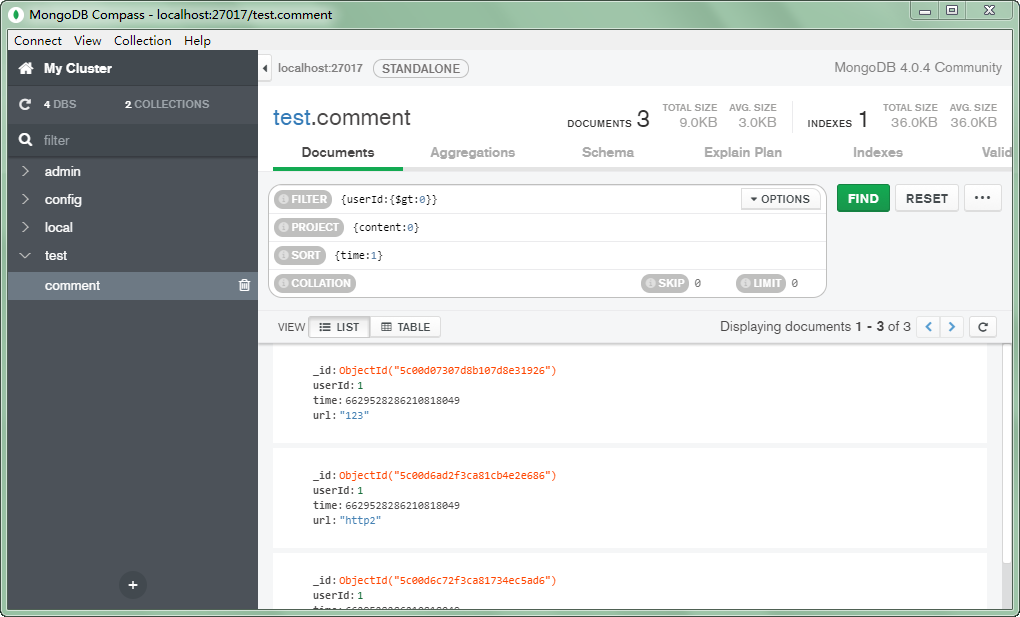 MongoDB Compass - localhost:27017/test.comment
Connect View Collection Help
My Cluster
localhost:27017 STANDALONE MongoDB 4.0.4 Community
4 DBS 2 COLLECTIONS
filter
admin
config
local
test
comment
test.comment
DOCUMENTS 3 TOTAL SIZE 9.0KB AVG. SIZE 3.0KB INDEXES 1 TOTAL SIZE 36.0KB AVG. SIZE 36.0KB
Documents Aggregations Schema Explain Plan Indexes Valid
FILTER {userId:{$gt:0}} OPTIONS FIND RESET ...
PROJECT {content:0}
SORT {time:1}
COLLATION SKIP 0 LIMIT 0
VIEW LIST TABLE Displaying documents 1 - 3 of 3
_id: ObjectId("5c00d07307d8b107d8e31926")
userId: 1
time: 6629528286210818049
url: "123"
_id: ObjectId("5c00d6ad2f3ca81cb4e2e686")
userId: 1
time: 6629528286210818049
url: "http2"
_id: ObjectId("5c00d6c72f3ca81734ec5ad6")
userId: 1
time: 6629528286210818049